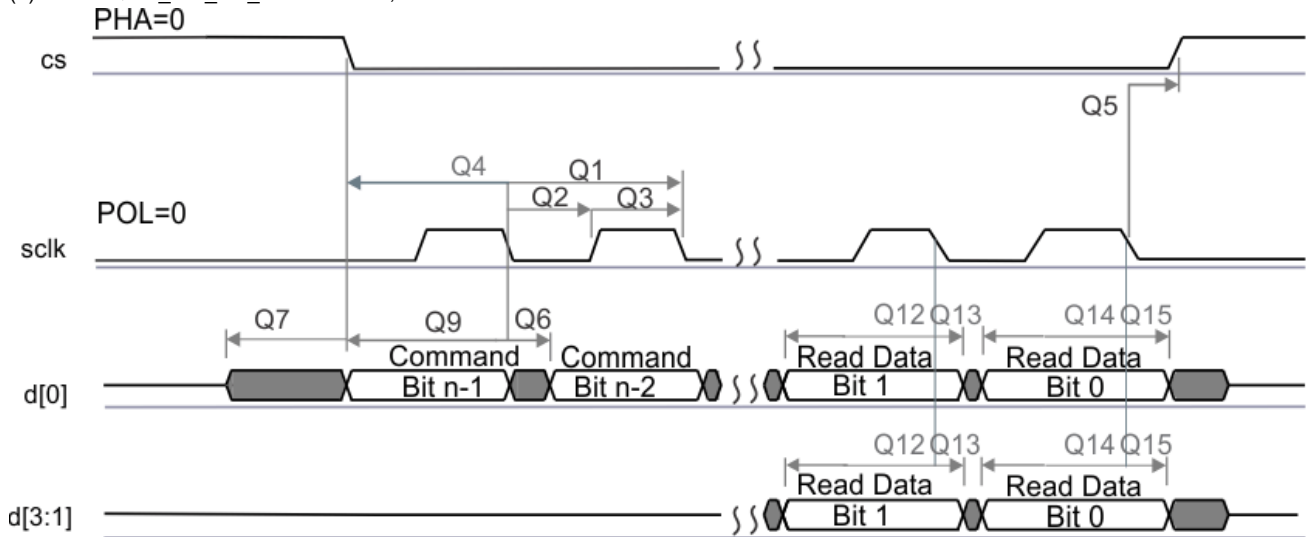 PHA=0
cs
Q5
Q4 Q1
Q2 Q3
POL=0
sclk
Q7 Q9 Q6 Q12 Q13 Q14 Q15
Command Command Read Data Read Data
d[0] Bit n-1 Bit n-2 Bit 1 Bit 0
Q12 Q13 Q14 Q15
Read Data Read Data
d[3:1] Bit 1 Bit 0